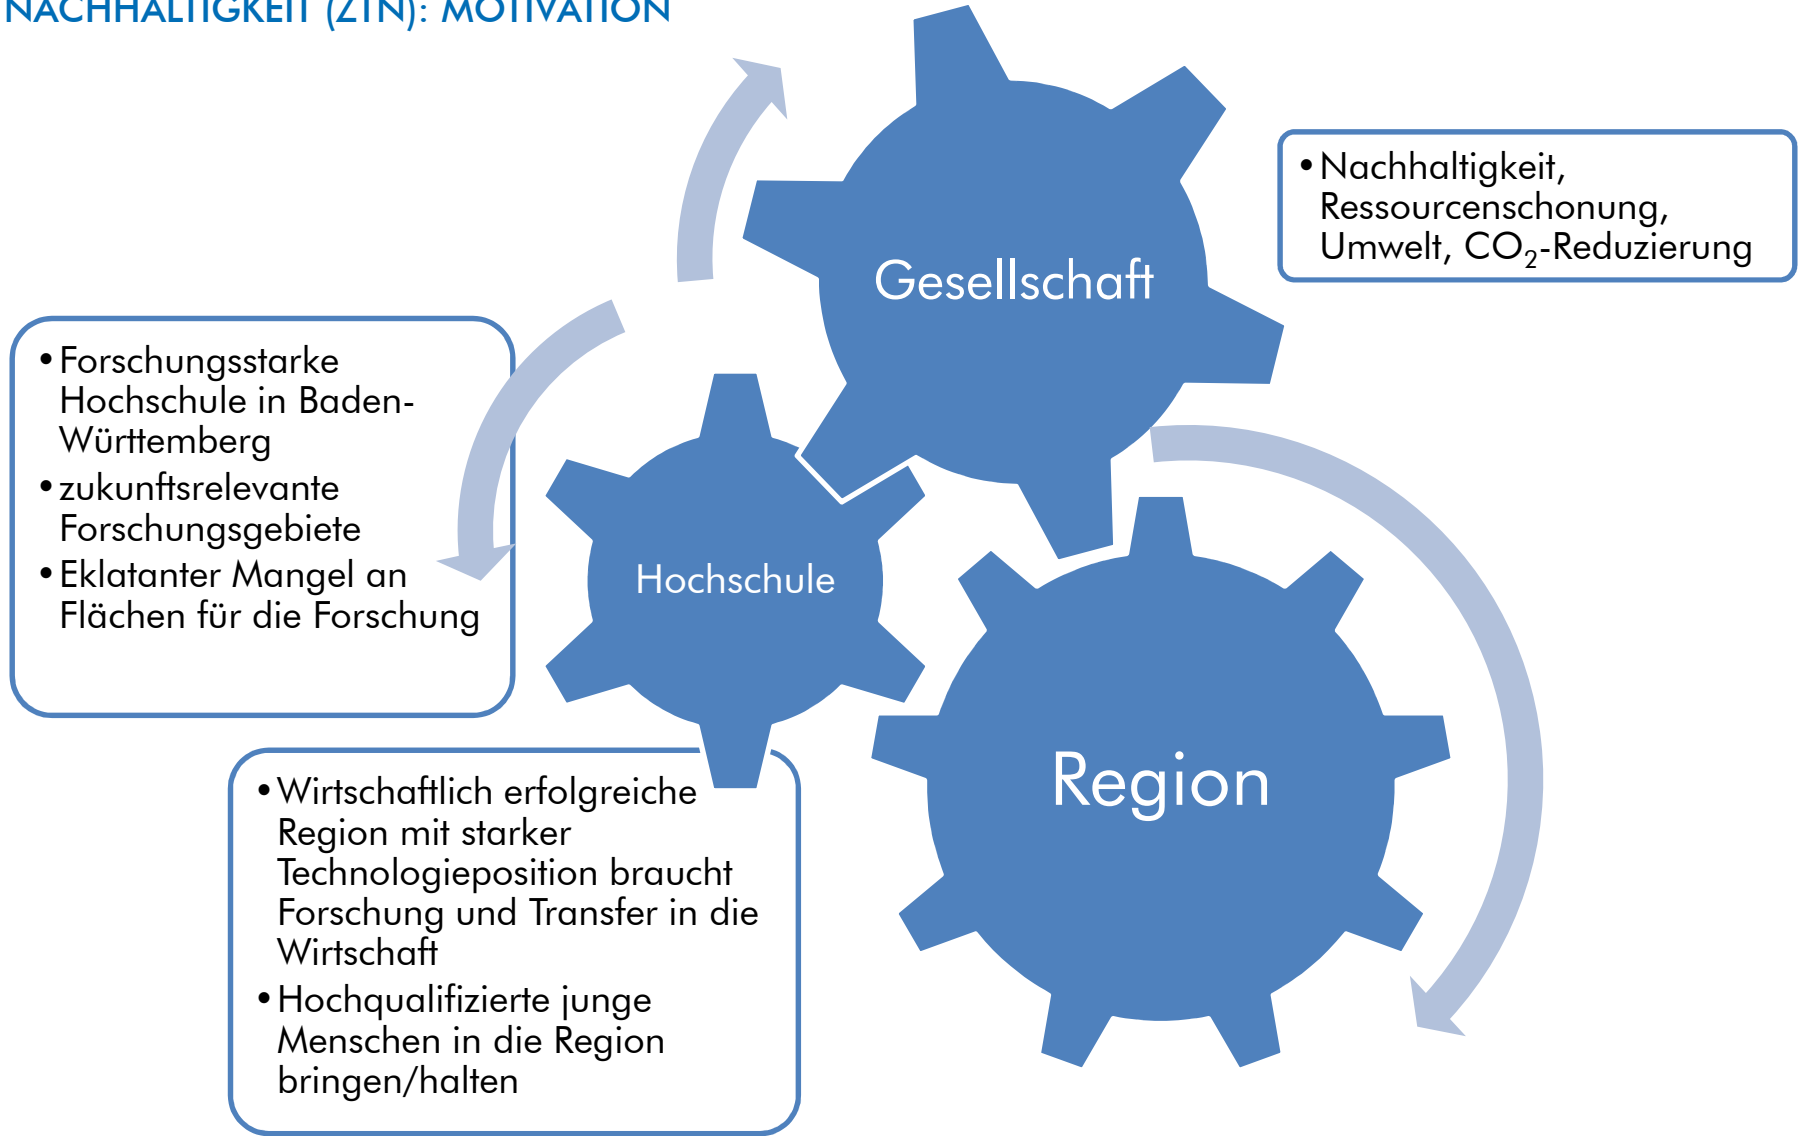 NACHHALTIGKEIT (ZTN): MOTIVATION
• Nachhaltigkeit,
Ressourcenschonung,
Umwelt, CO₂-Reduzierung
Gesellschaft
• Forschungsstarke
Hochschule in Baden-
Württemberg
• zukunftsrelevante
Forschungsgebiete
• Eklatanter Mangel an
Flächen für die Forschung
Hochschule
Region
• Wirtschaftlich erfolgreiche
Region mit starker
Technologieposition braucht
Forschung und Transfer in die
Wirtschaft
• Hochqualifizierte junge
Menschen in die Region
bringen/halten